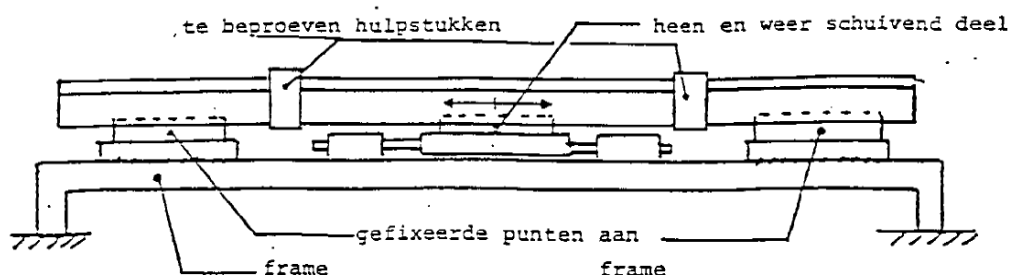 te beproeven hulpstukken
heen en weer schuivend deel
gefixeerde punten aan
frame
frame